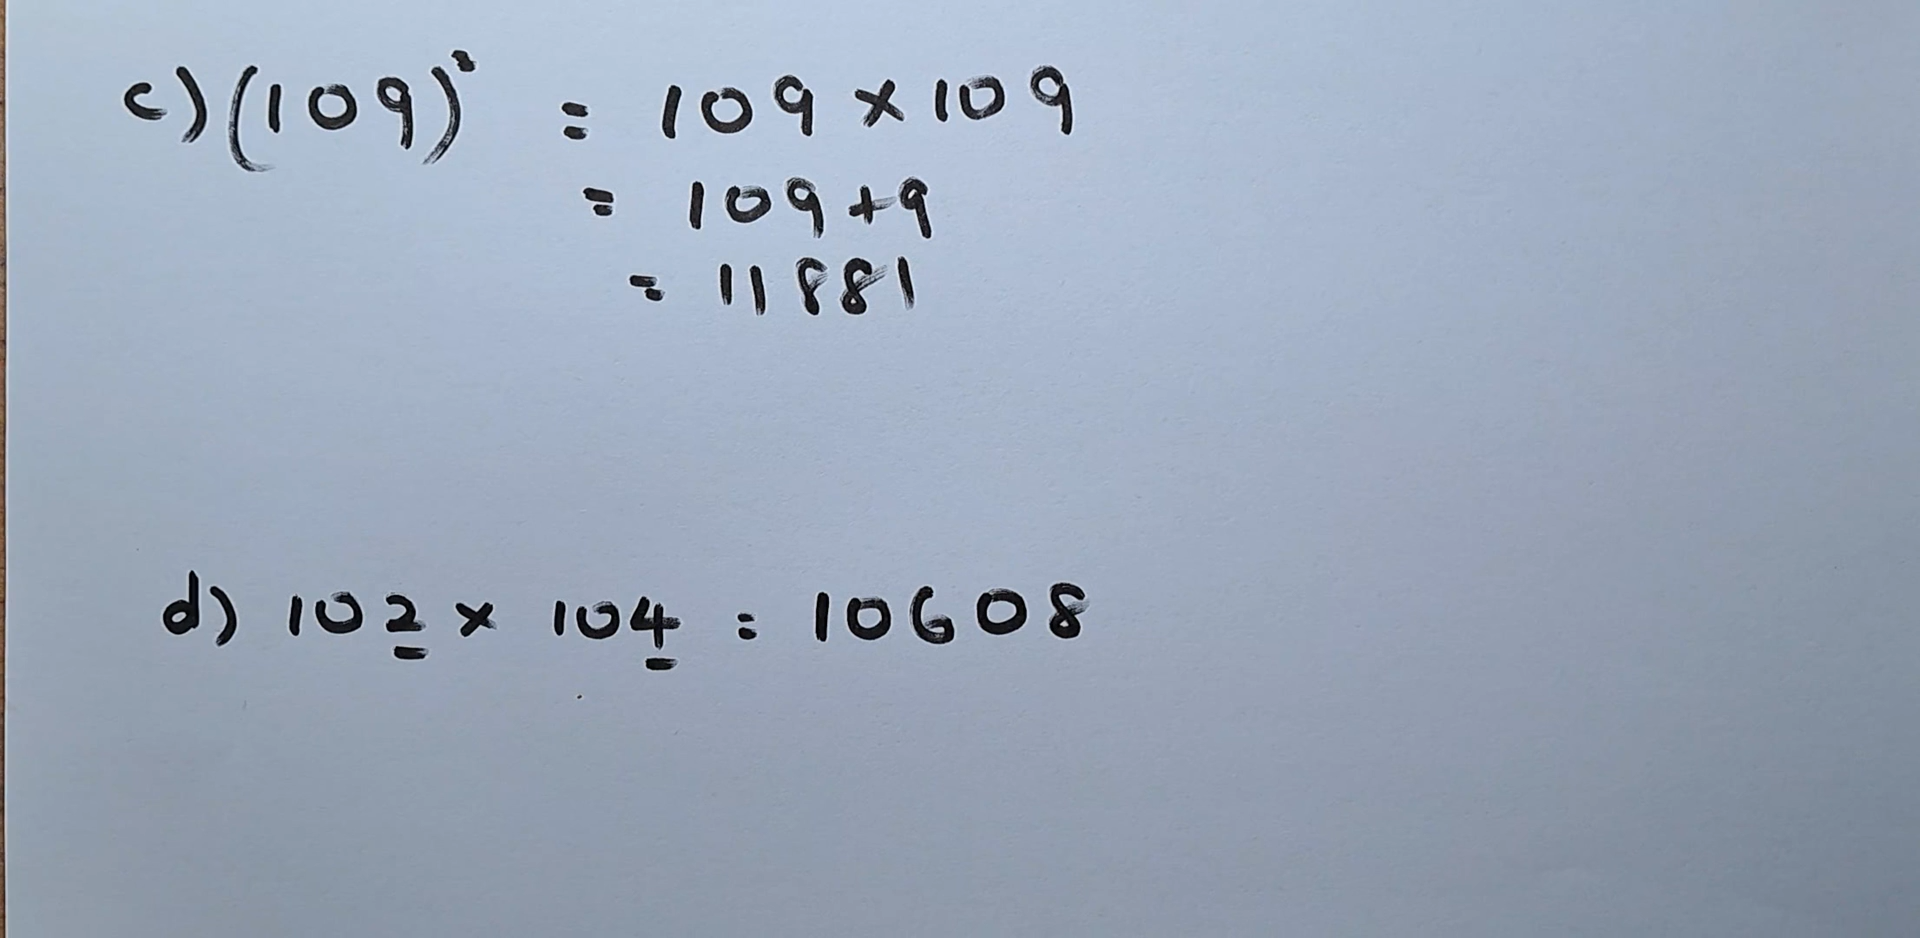 c) (109)² = 109 × 109
= 109 + 9
= 11881
d) 102 × 104 = 10608